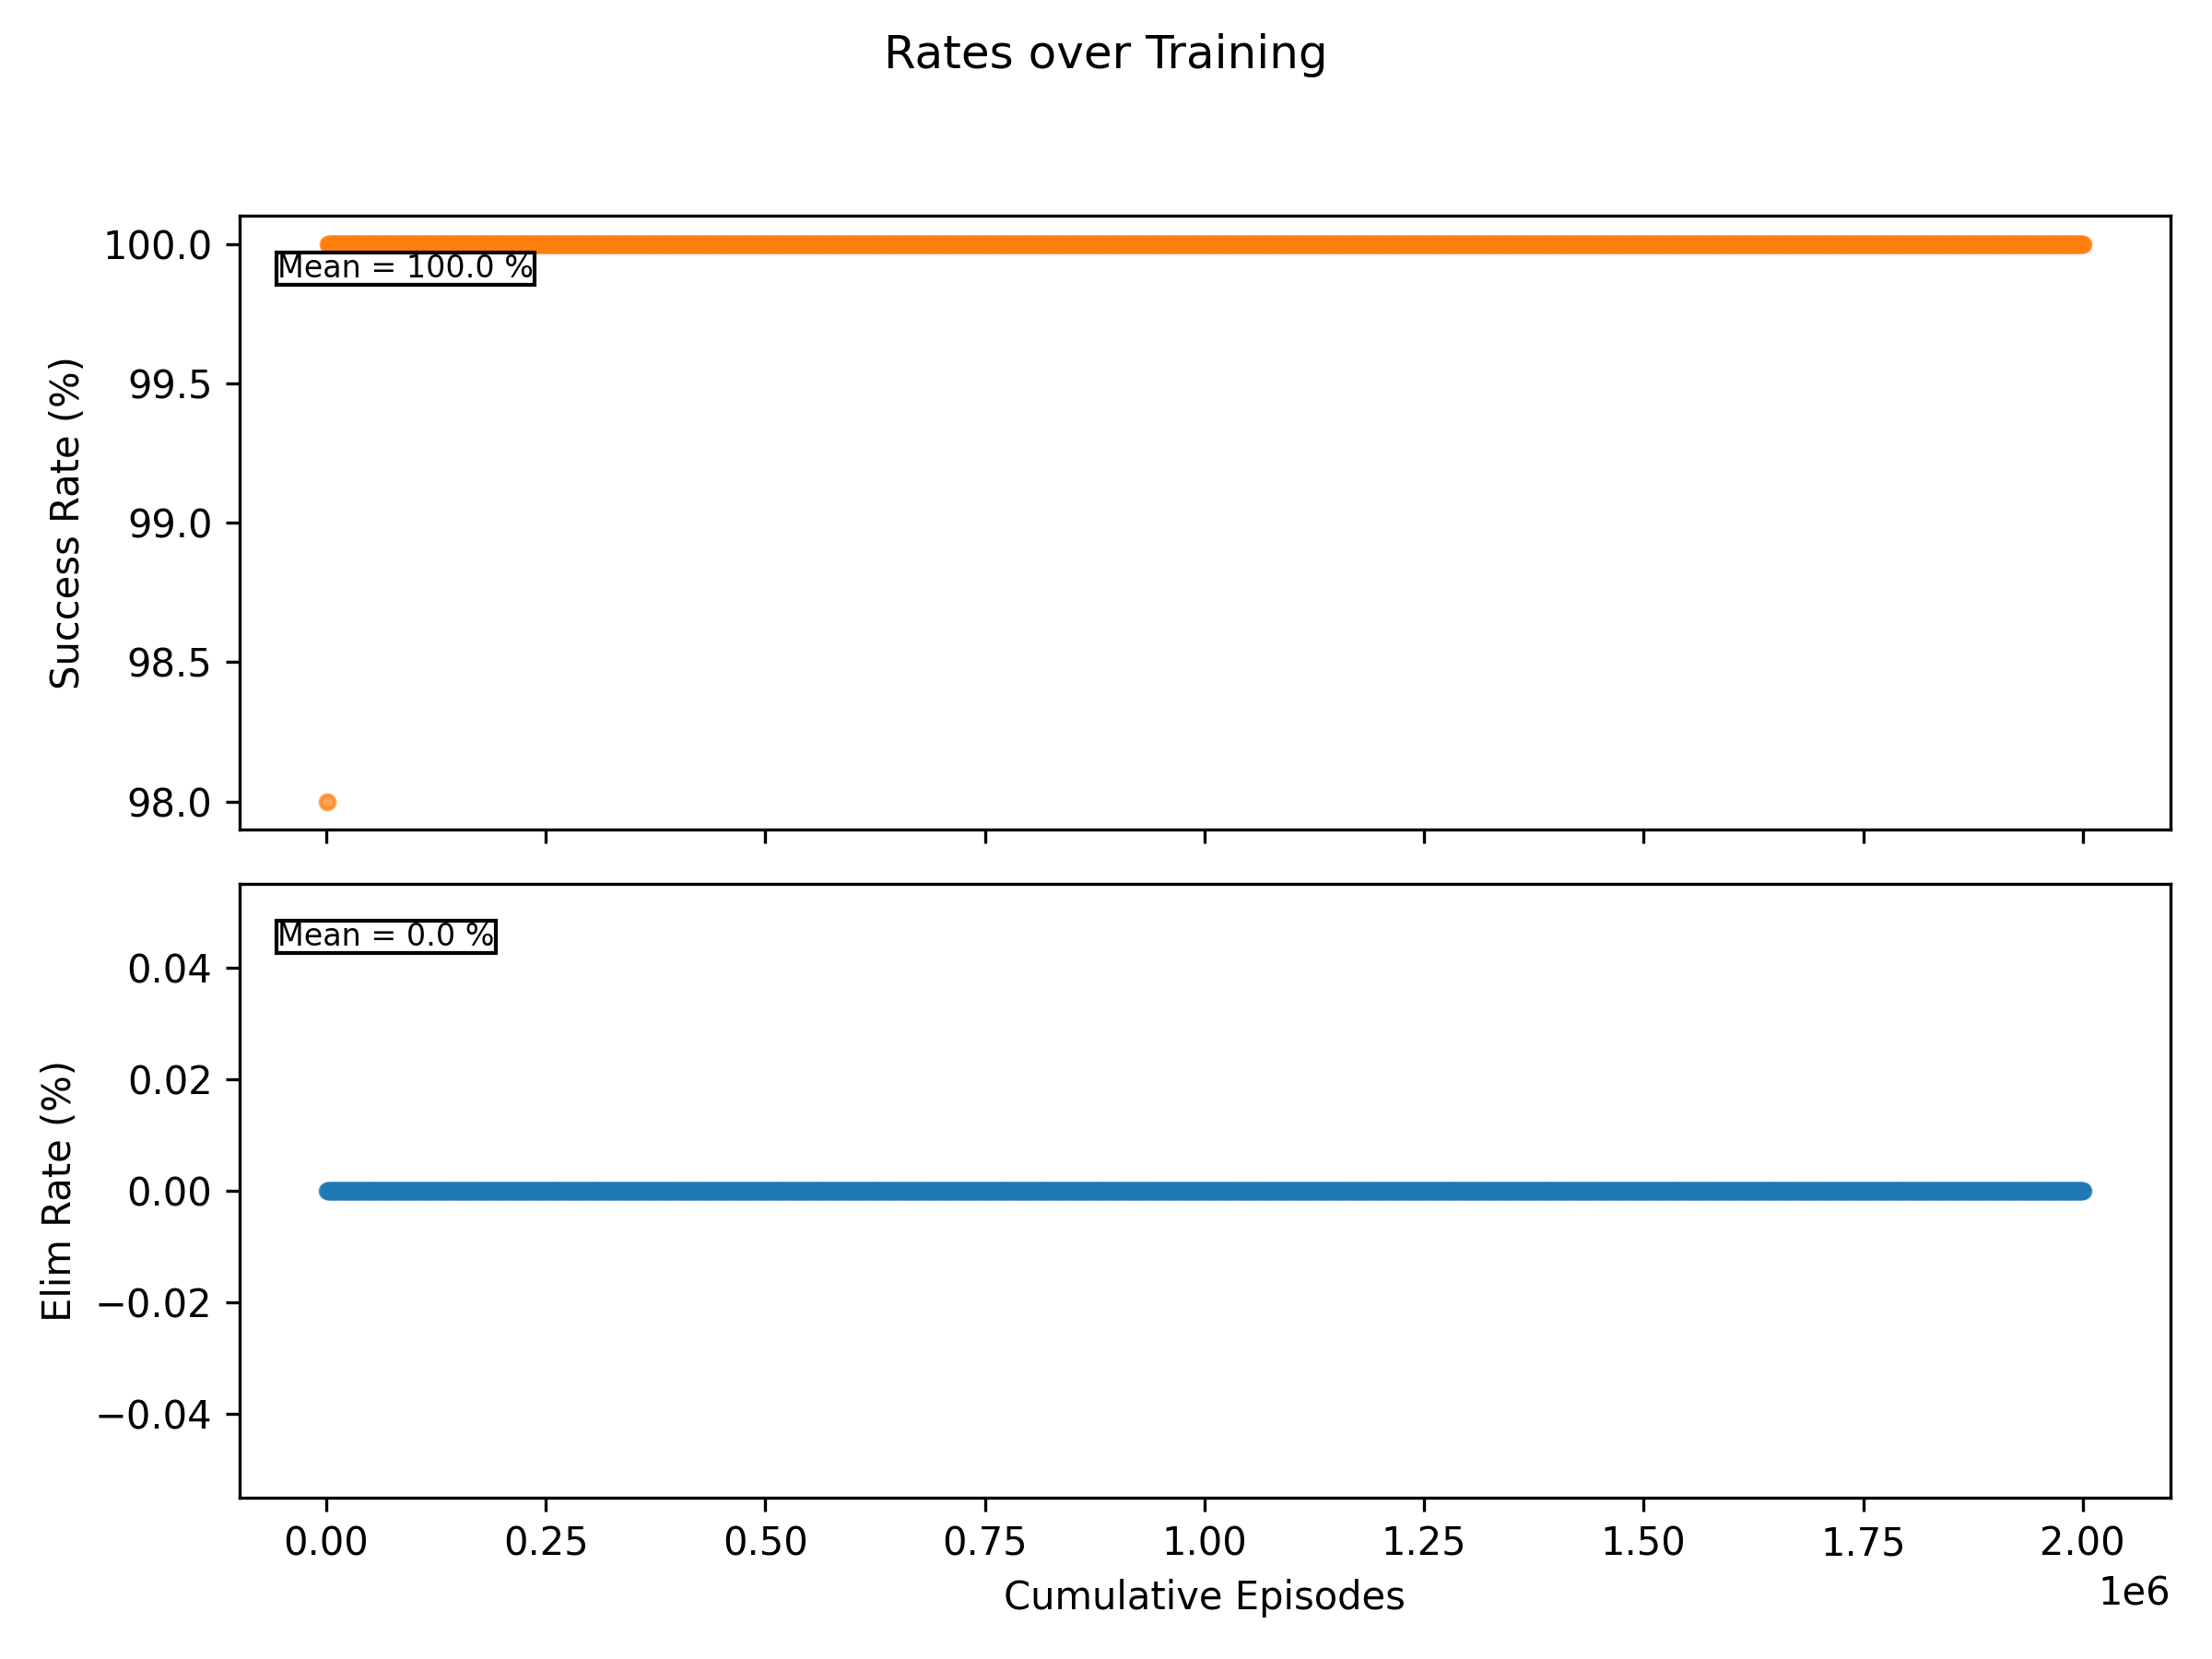 Rates over Training
100.0
Mean = 100.0 %
99.5
99.0
98.5
98.0
Success Rate (%)
Mean = 0.0 %
0.04
0.02
0.00
−0.02
−0.04
Elim Rate (%)
0.00 0.25 0.50 0.75 1.00 1.25 1.50 1.75 2.00
1e6
Cumulative Episodes